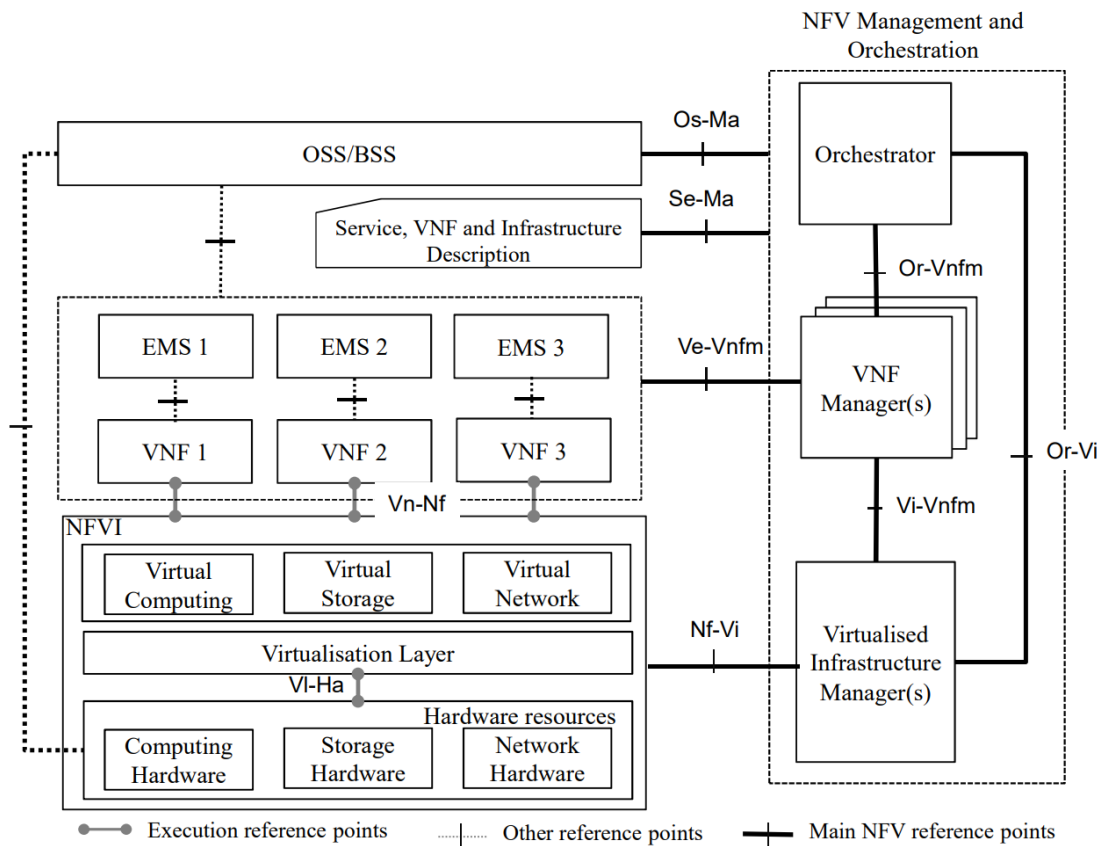 NFV Management and
Orchestration
Os-Ma
OSS/BSS
Orchestrator
Se-Ma
Service, VNF and Infrastructure
Description
Or-Vnfm
EMS 1
EMS 2
EMS 3
Ve-Vnfm
VNF
Manager(s)
VNF 1
VNF 2
VNF 3
Or-Vi
Vn-Nf
Vi-Vnfm
NFVI
Virtual
Computing
Virtual
Storage
Virtual
Network
Nf-Vi
Virtualised
Infrastructure
Manager(s)
Virtualisation Layer
Vl-Ha
Hardware resources
Computing
Hardware
Storage
Hardware
Network
Hardware
Execution reference points
Other reference points
Main NFV reference points